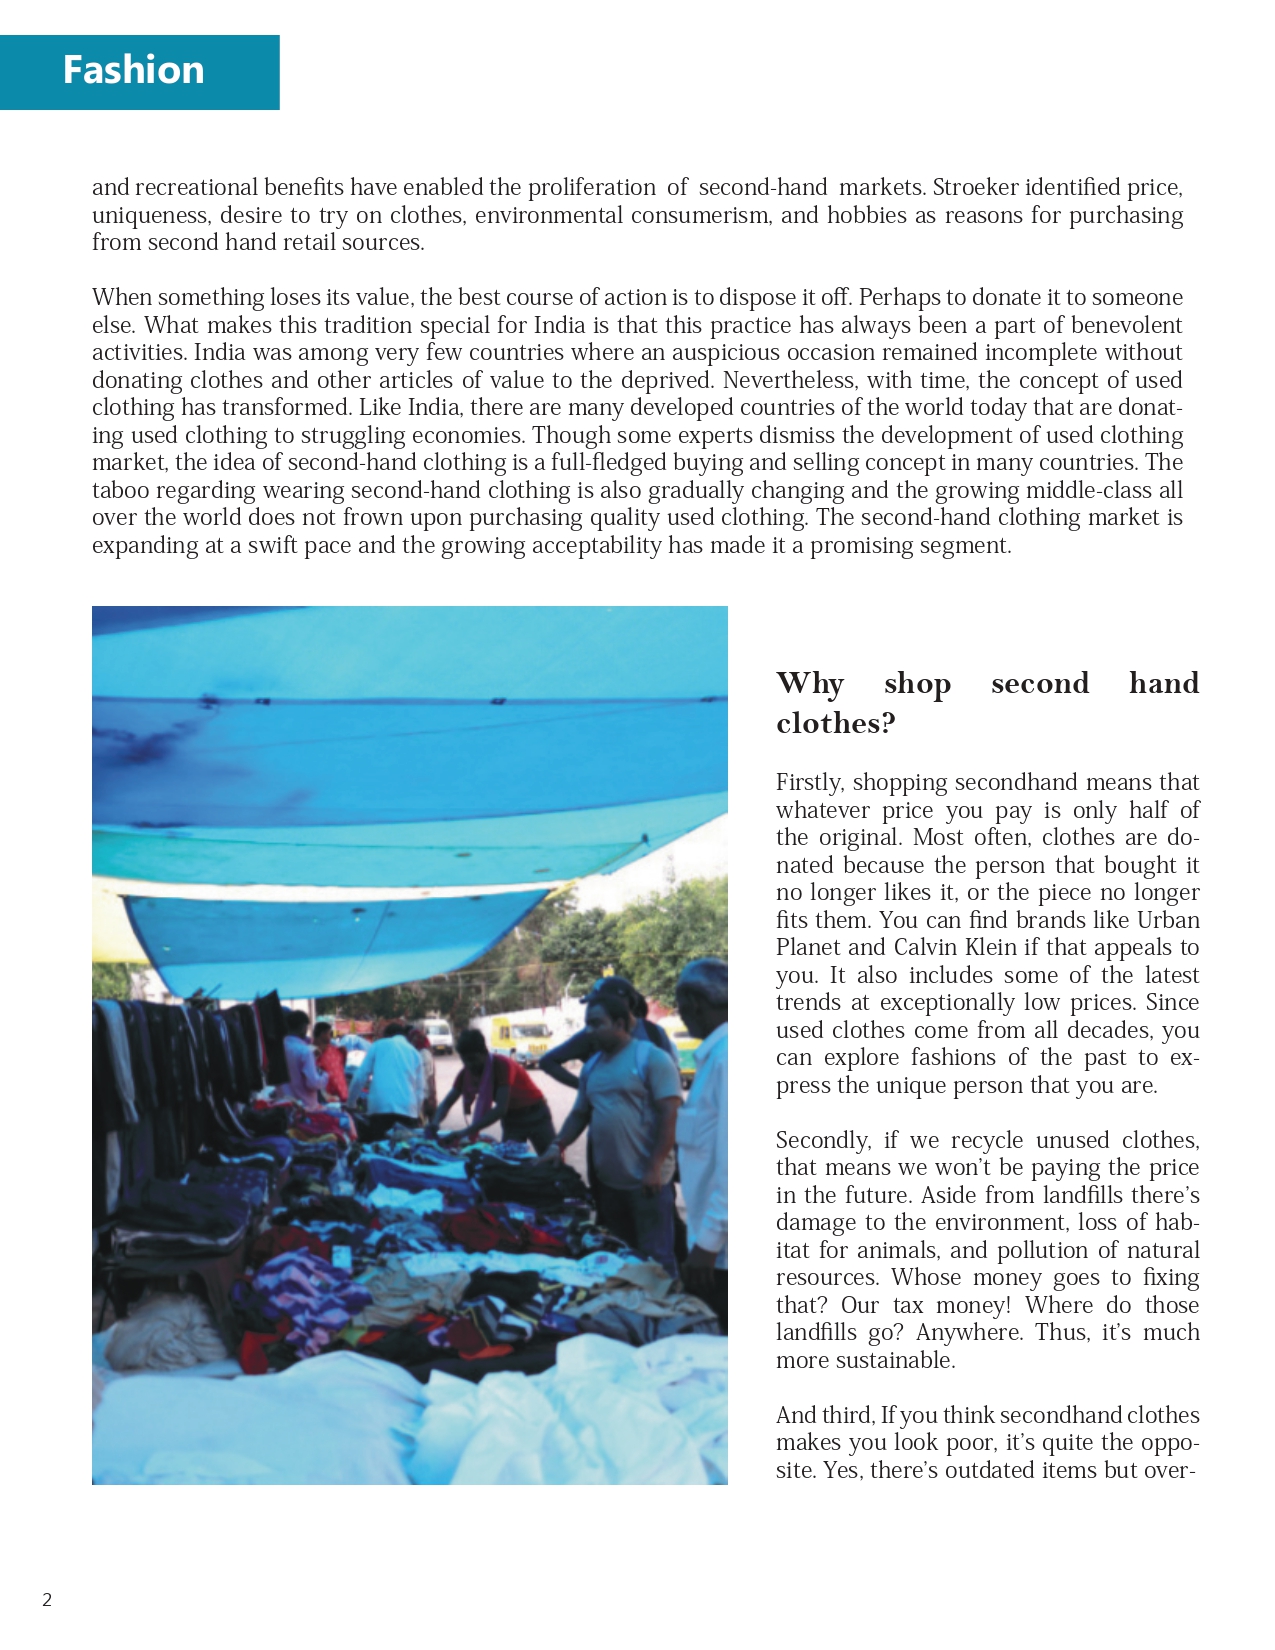 Fashion
and recreational benefits have enabled the proliferation of second-hand markets. Stroeker identified price,
uniqueness, desire to try on clothes, environmental consumerism, and hobbies as reasons for purchasing
from second hand retail sources.
When something loses its value, the best course of action is to dispose it off. Perhaps to donate it to someone
else. What makes this tradition special for India is that this practice has always been a part of benevolent
activities. India was among very few countries where an auspicious occasion remained incomplete without
donating clothes and other articles of value to the deprived. Nevertheless, with time, the concept of used
clothing has transformed. Like India, there are many developed countries of the world today that are donat-
ing used clothing to struggling economies. Though some experts dismiss the development of used clothing
market, the idea of second-hand clothing is a full-fledged buying and selling concept in many countries. The
taboo regarding wearing second-hand clothing is also gradually changing and the growing middle-class all
over the world does not frown upon purchasing quality used clothing. The second-hand clothing market is
expanding at a swift pace and the growing acceptability has made it a promising segment.
Why shop second hand
clothes?
Firstly, shopping secondhand means that
whatever price you pay is only half of
the original. Most often, clothes are do-
nated because the person that bought it
no longer likes it, or the piece no longer
fits them. You can find brands like Urban
Planet and Calvin Klein if that appeals to
you. It also includes some of the latest
trends at exceptionally low prices. Since
used clothes come from all decades, you
can explore fashions of the past to ex-
press the unique person that you are.
Secondly, if we recycle unused clothes,
that means we won't be paying the price
in the future. Aside from landfills there's
damage to the environment, loss of hab-
itat for animals, and pollution of natural
resources. Whose money goes to fixing
that? Our tax money! Where do those
landfills go? Anywhere. Thus, it's much
more sustainable.
And third, If you think secondhand clothes
makes you look poor, it's quite the oppo-
site. Yes, there's outdated items but over-
2